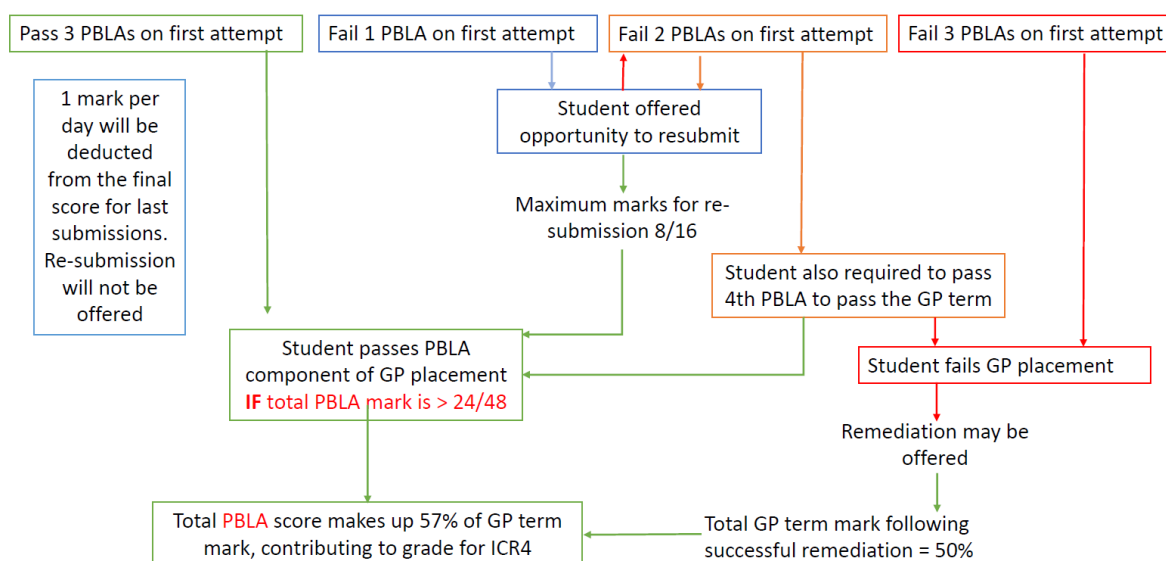 Pass 3 PBLAs on first attempt
Fail 1 PBLA on first attempt
Fail 2 PBLAs on first attempt
Fail 3 PBLAs on first attempt
1 mark per
day will be
deducted
from the final
score for last
submissions.
Re-submission
will not be
offered
Student offered
opportunity to resubmit
Maximum marks for re-
submission 8/16
Student also required to pass
4th PBLA to pass the GP term
Student passes PBLA
component of GP placement
IF total PBLA mark is > 24/48
Student fails GP placement
Remediation may be
offered
Total PBLA score makes up 57% of GP term
mark, contributing to grade for ICR4
Total GP term mark following
successful remediation = 50%